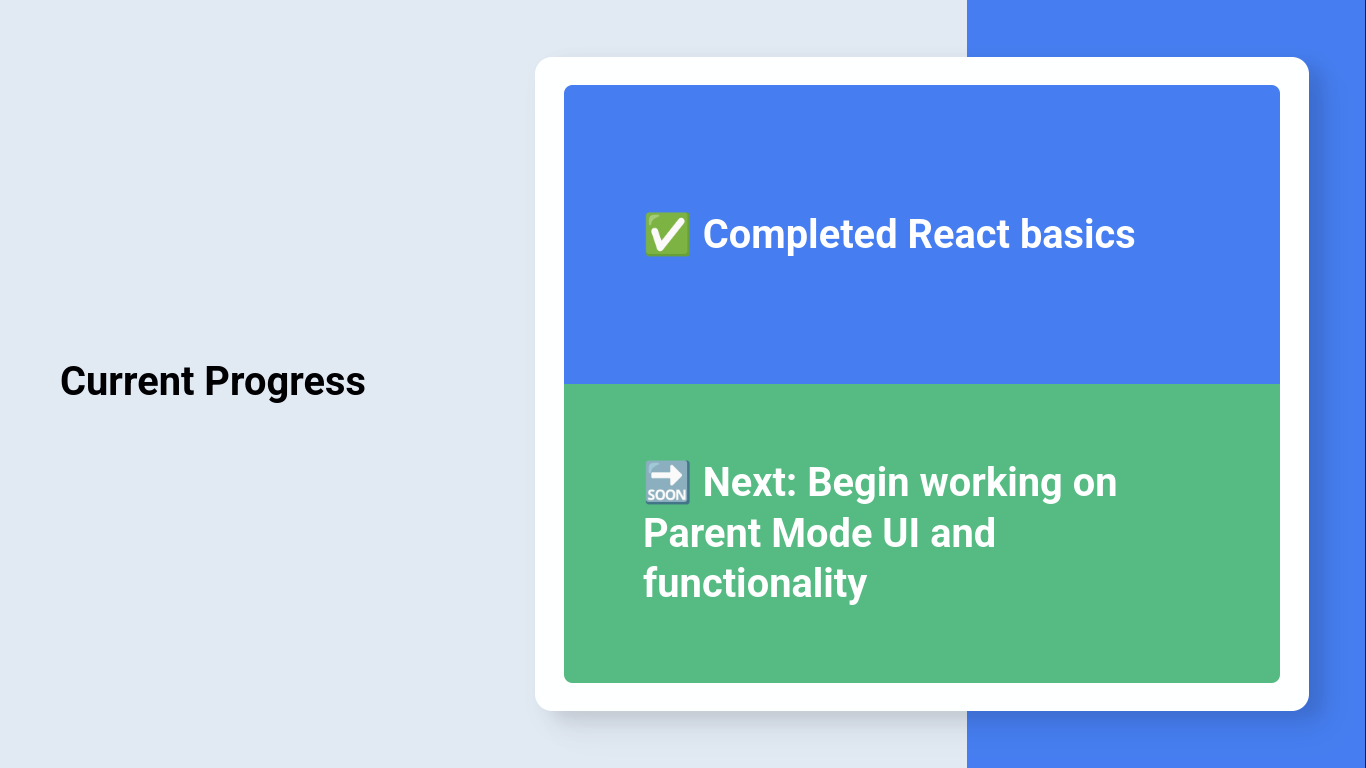 Current Progress
✅ Completed React basics
🔜 Next: Begin working on
Parent Mode UI and
functionality